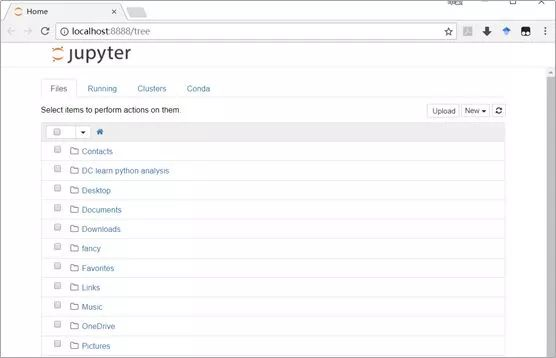 Home
localhost:8888/tree
jupyter
Files Running Clusters Conda
Select items to perform actions on them.
Upload New
Contacts
DC learn python analysis
Desktop
Documents
Downloads
fancy
Favorites
Links
Music
OneDrive
Pictures